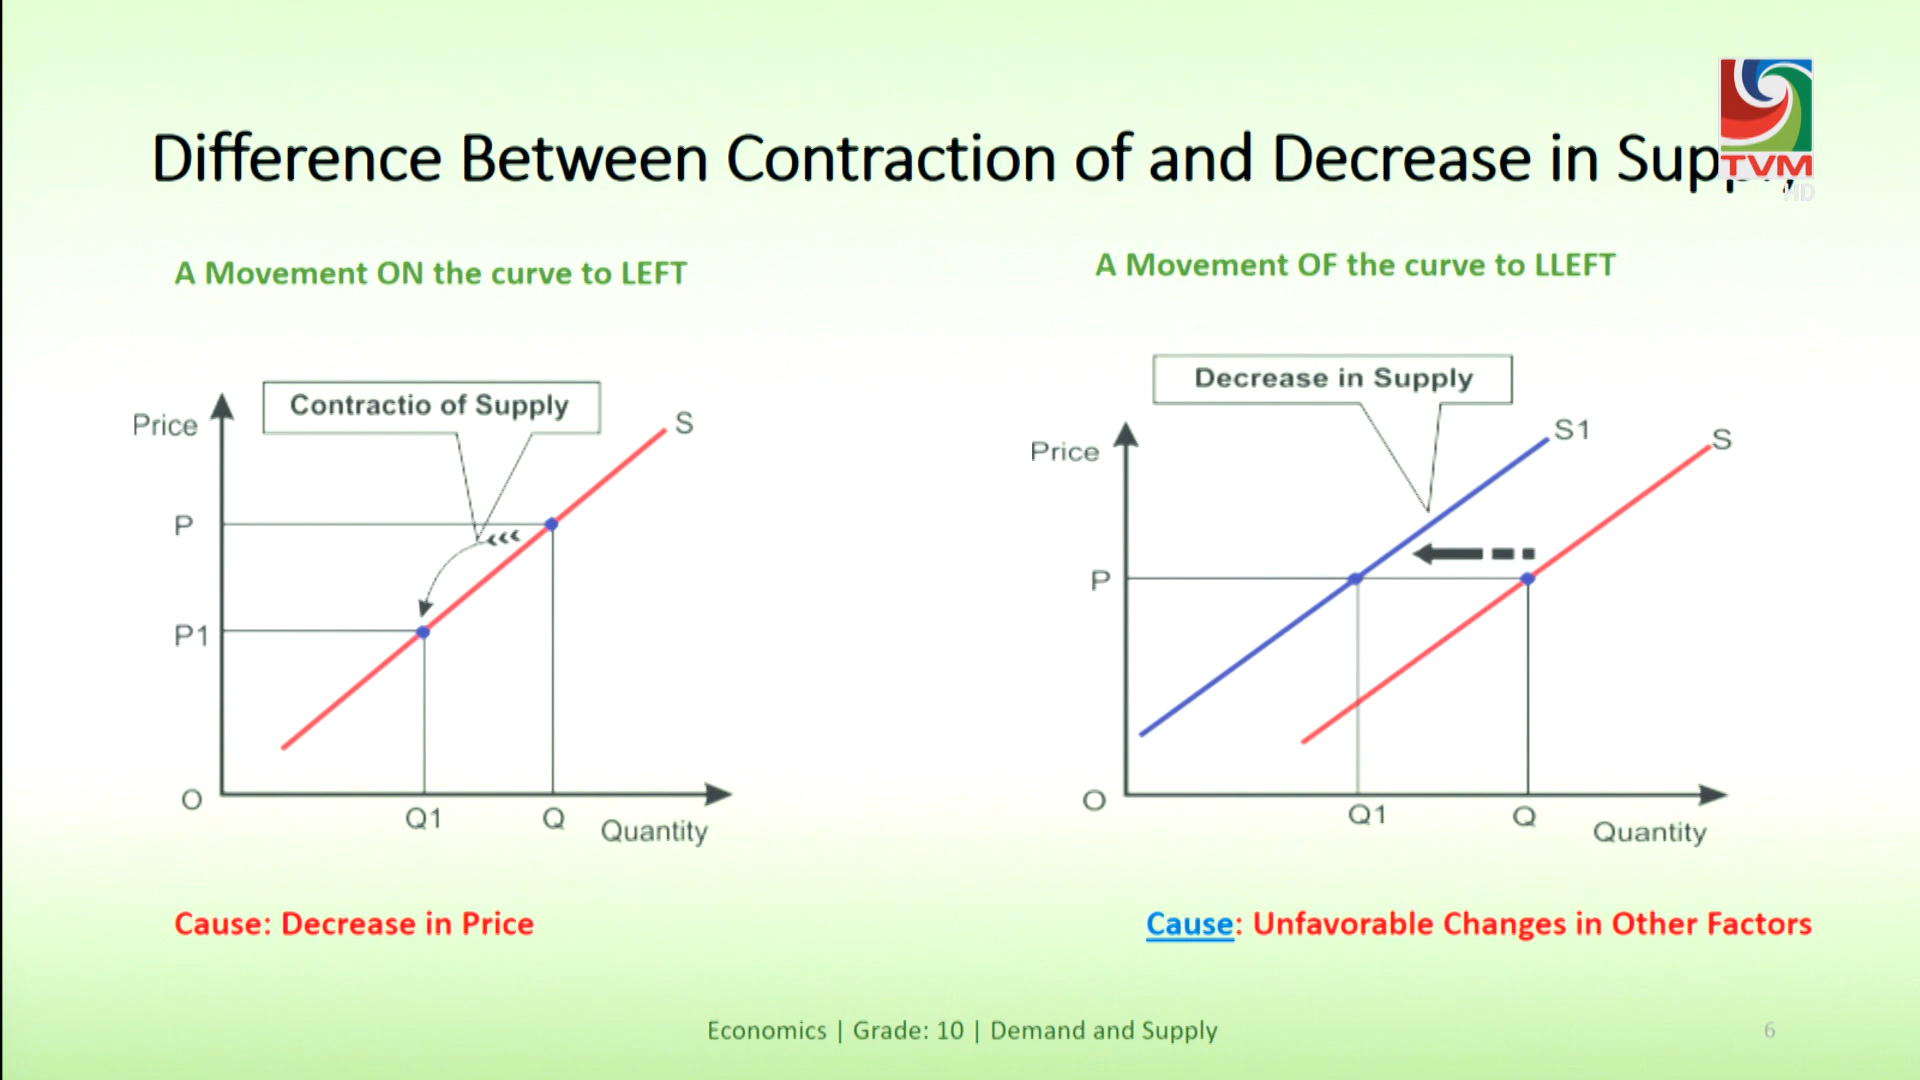 Difference Between Contraction of and Decrease in
TVM
HD
A Movement ON the curve to LEFT
A Movement OF the curve to LLEFT
Contractio of Supply
Price
S
P
P1
O
Q1
Q
Quantity
Decrease in Supply
Price
S1
S
P
O
Q1
Q
Quantity
Cause: Decrease in Price
Cause: Unfavorable Changes in Other Factors
Economics | Grade: 10 | Demand and Supply
6